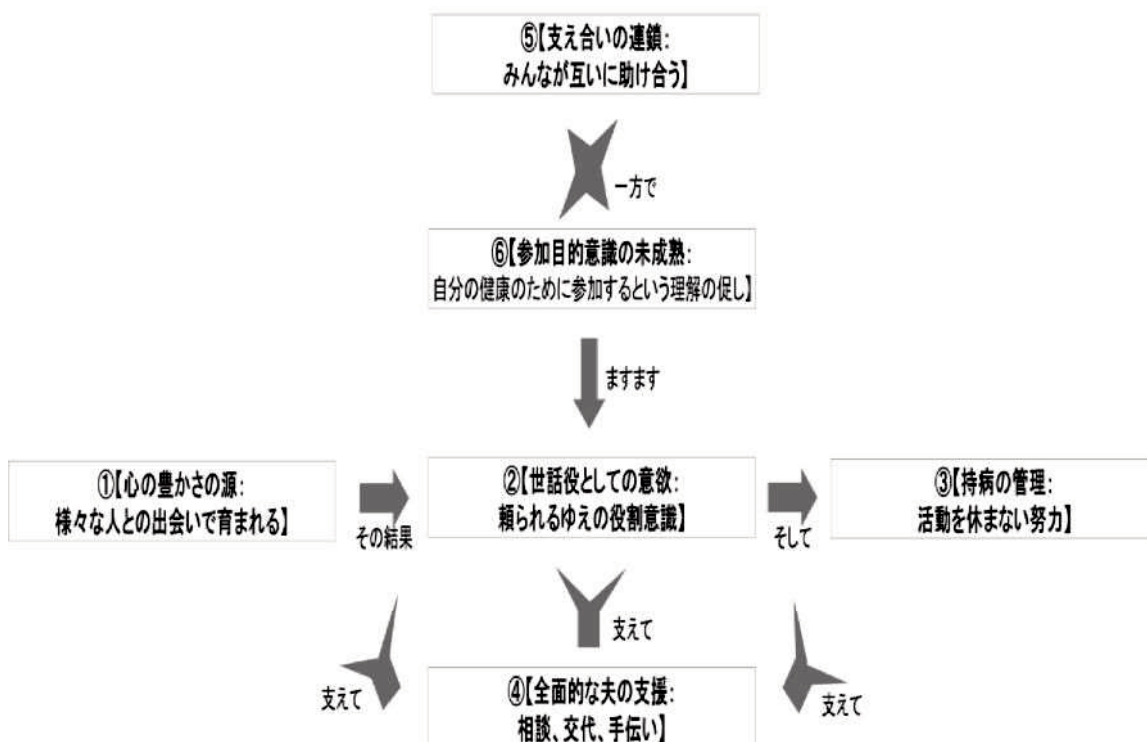 ⑤【支え合いの連鎖:
みんなが互いに助け合う】
一方で
⑥【参加目的意識の未成熟:
自分の健康のために参加するという理解の促し】
ますます
①【心の豊かさの源:
様々な人との出会いで育まれる】
その結果
②【世話役としての意欲:
頼られるゆえの役割意識】
そして
③【持病の管理:
活動を休まない努力】
支えて
支えて
支えて
④【全面的な夫の支援:
相談、交代、手伝い】